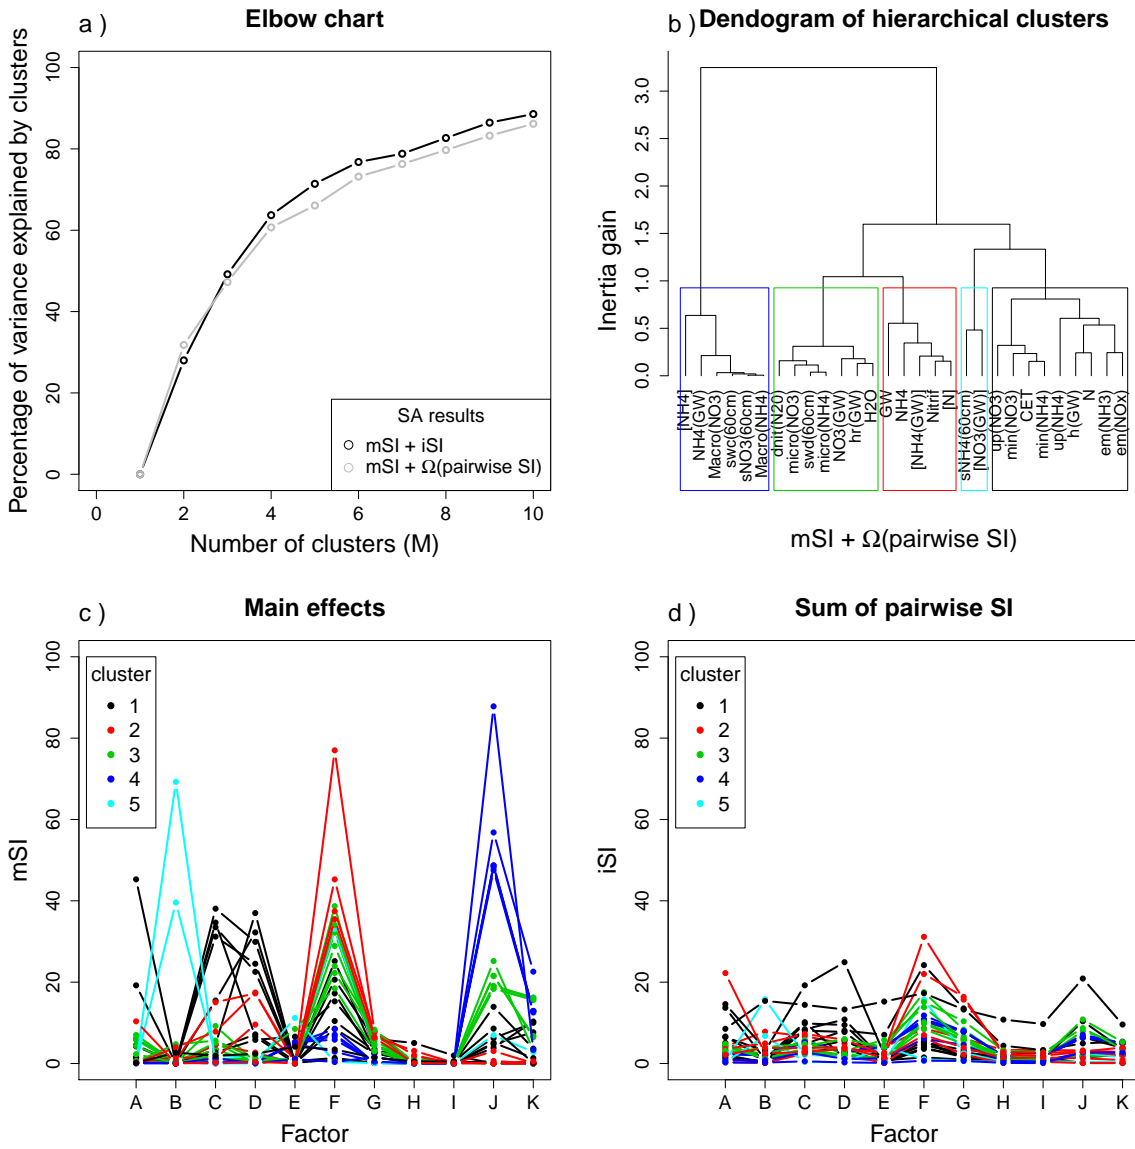 a )
Elbow chart
Percentage of variance explained by clusters
100
80
60
40
20
0
SA results
mSI + iSI
mSI + Ω(pairwise SI)
0
2
4
6
8
10
Number of clusters (M)
b )
Dendogram of hierarchical clusters
Inertia gain
3.0
2.5
2.0
1.5
1.0
0.5
0.0
[NH4]
NH4(GW)
Macro(NO3)
swc(60cm)
sNO3(60cm)
Macro(NH4)
dnit(N20)
micro(NO3)
swd(60cm)
micro(NH4)
NO3(GW)
hr(GW)
H2O
GW
NH4
[NH4(GW)]
Nitrif
[N]
sNH4(60cm)
[NO3(GW)]
up(NO3)
min(NO3)
CET
min(NH4)
up(NH4)
h(GW)
N
em(NH3)
em(NOx)
mSI + Ω(pairwise SI)
c )
Main effects
mSI
100
80
60
40
20
0
cluster
1
2
3
4
5
A B C D E F G H I J K
Factor
d )
Sum of pairwise SI
iSI
100
80
60
40
20
0
cluster
1
2
3
4
5
A B C D E F G H I J K
Factor